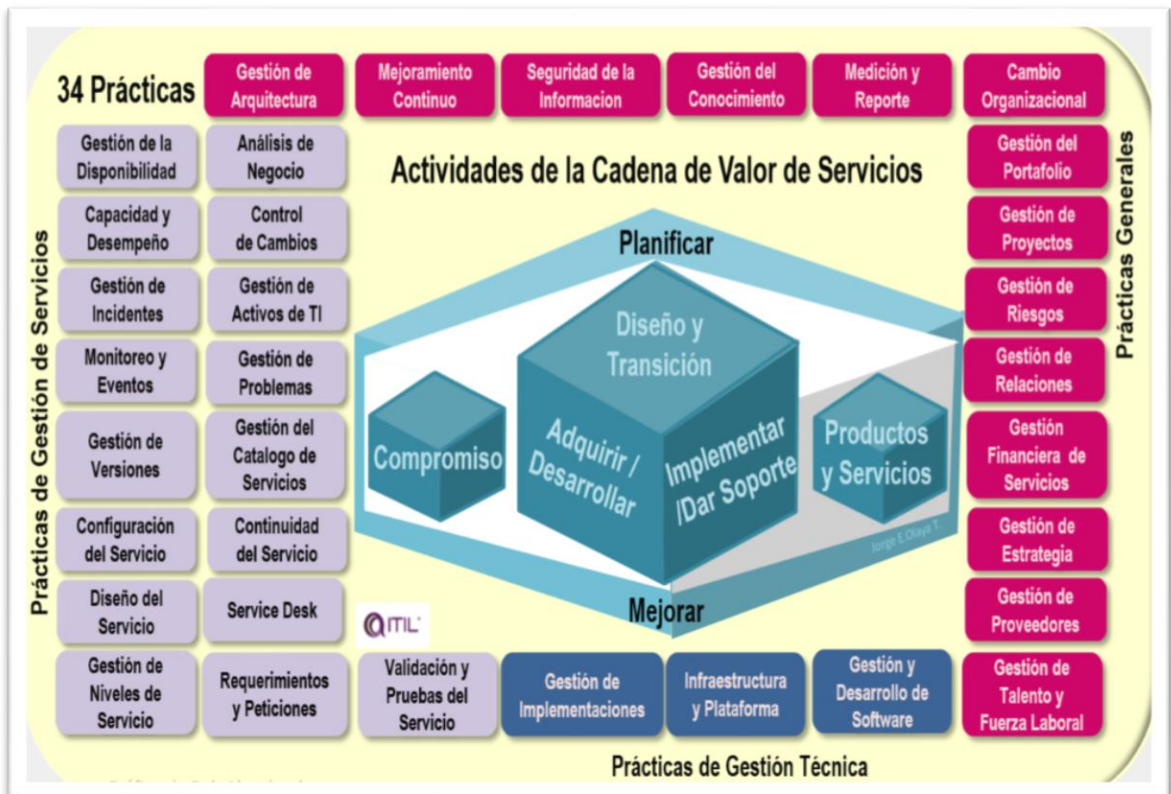 34 Prácticas
Gestión de
Arquitectura
Mejoramiento
Continuo
Seguridad de la
Informacion
Gestión del
Conocimiento
Medición y
Reporte
Cambio
Organizacional
Gestión de la
Disponibilidad
Análisis de
Negocio
Actividades de la Cadena de Valor de Servicios
Gestión del
Portafolio
Prácticas Generales
Capacidad y
Desempeño
Control
de Cambios
Planificar
Gestión de
Proyectos
Prácticas de Gestión de Servicios
Gestión de
Incidentes
Gestión de
Activos de TI
Diseño y
Transición
Gestión de
Riesgos
Monitoreo y
Eventos
Gestión de
Problemas
Gestión de
Relaciones
Gestión de
Versiones
Gestión del
Catalogo de
Servicios
Compromiso
Adquirir /
Desarrollar
Implementar
/Dar Soporte
Productos
y Servicios
Gestión
Financiera de
Servicios
Configuración
del Servicio
Continuidad
del Servicio
Jorge E.Olaya T.
Gestión de
Estrategia
Diseño del
Servicio
Service Desk
ITIL
Mejorar
Gestión de
Proveedores
Gestión de
Niveles de
Servicio
Requerimientos
y Peticiones
Validación y
Pruebas del
Servicio
Gestión de
Implementaciones
Infraestructura
y Plataforma
Gestión y
Desarrollo de
Software
Gestión de
Talento y
Fuerza Laboral
Prácticas de Gestión Técnica